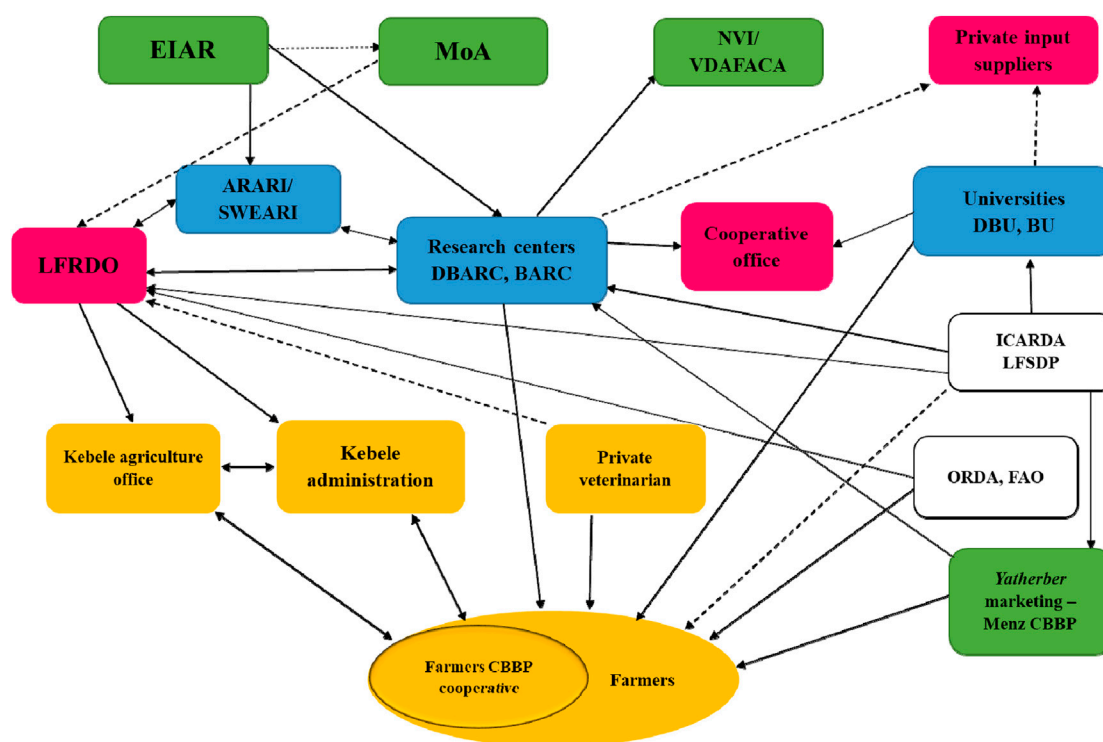 EIAR
MoA
NVI/
VDAFACA
Private input
suppliers
ARARI/
SWEARI
Universities
DBU, BU
LFRDO
Research centers
DBARC, BARC
Cooperative
office
ICARDA
LFSDP
Kebele agriculture
office
Kebele
administration
Private
veterinarian
ORDA, FAO
Yatherber
marketing –
Menz CBBP
Farmers CBBP
cooperative
Farmers